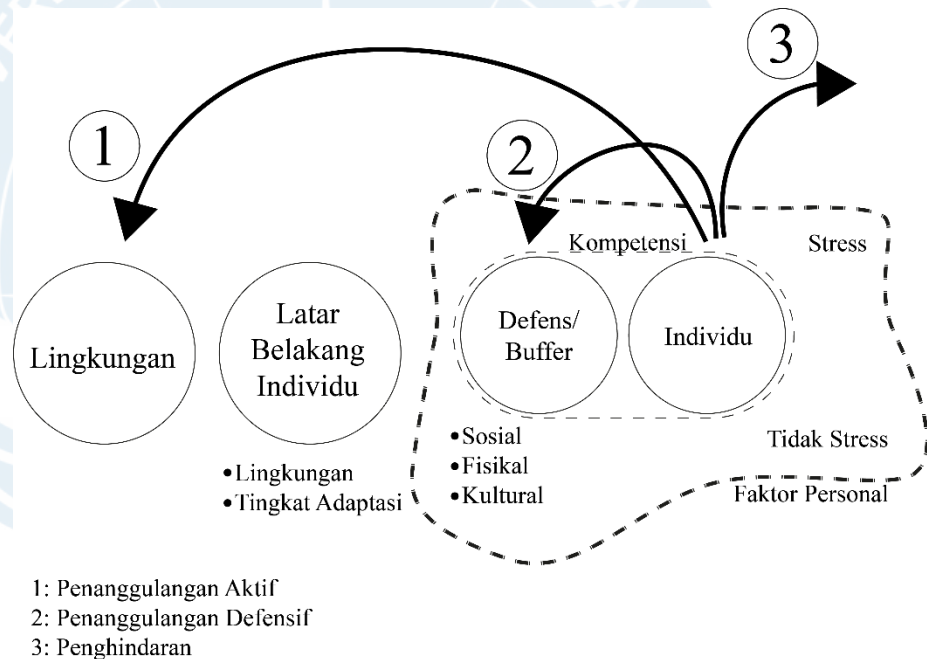 3
1
2
Kompetensi
Stress
Lingkungan
Latar
Belakang
Individu
Defens/
Buffer
Individu
•Lingkungan
•Tingkat Adaptasi
•Sosial
•Fisikal
•Kultural
Tidak Stress
Faktor Personal
1: Penanggulangan Aktif
2: Penanggulangan Defensif
3: Penghindaran